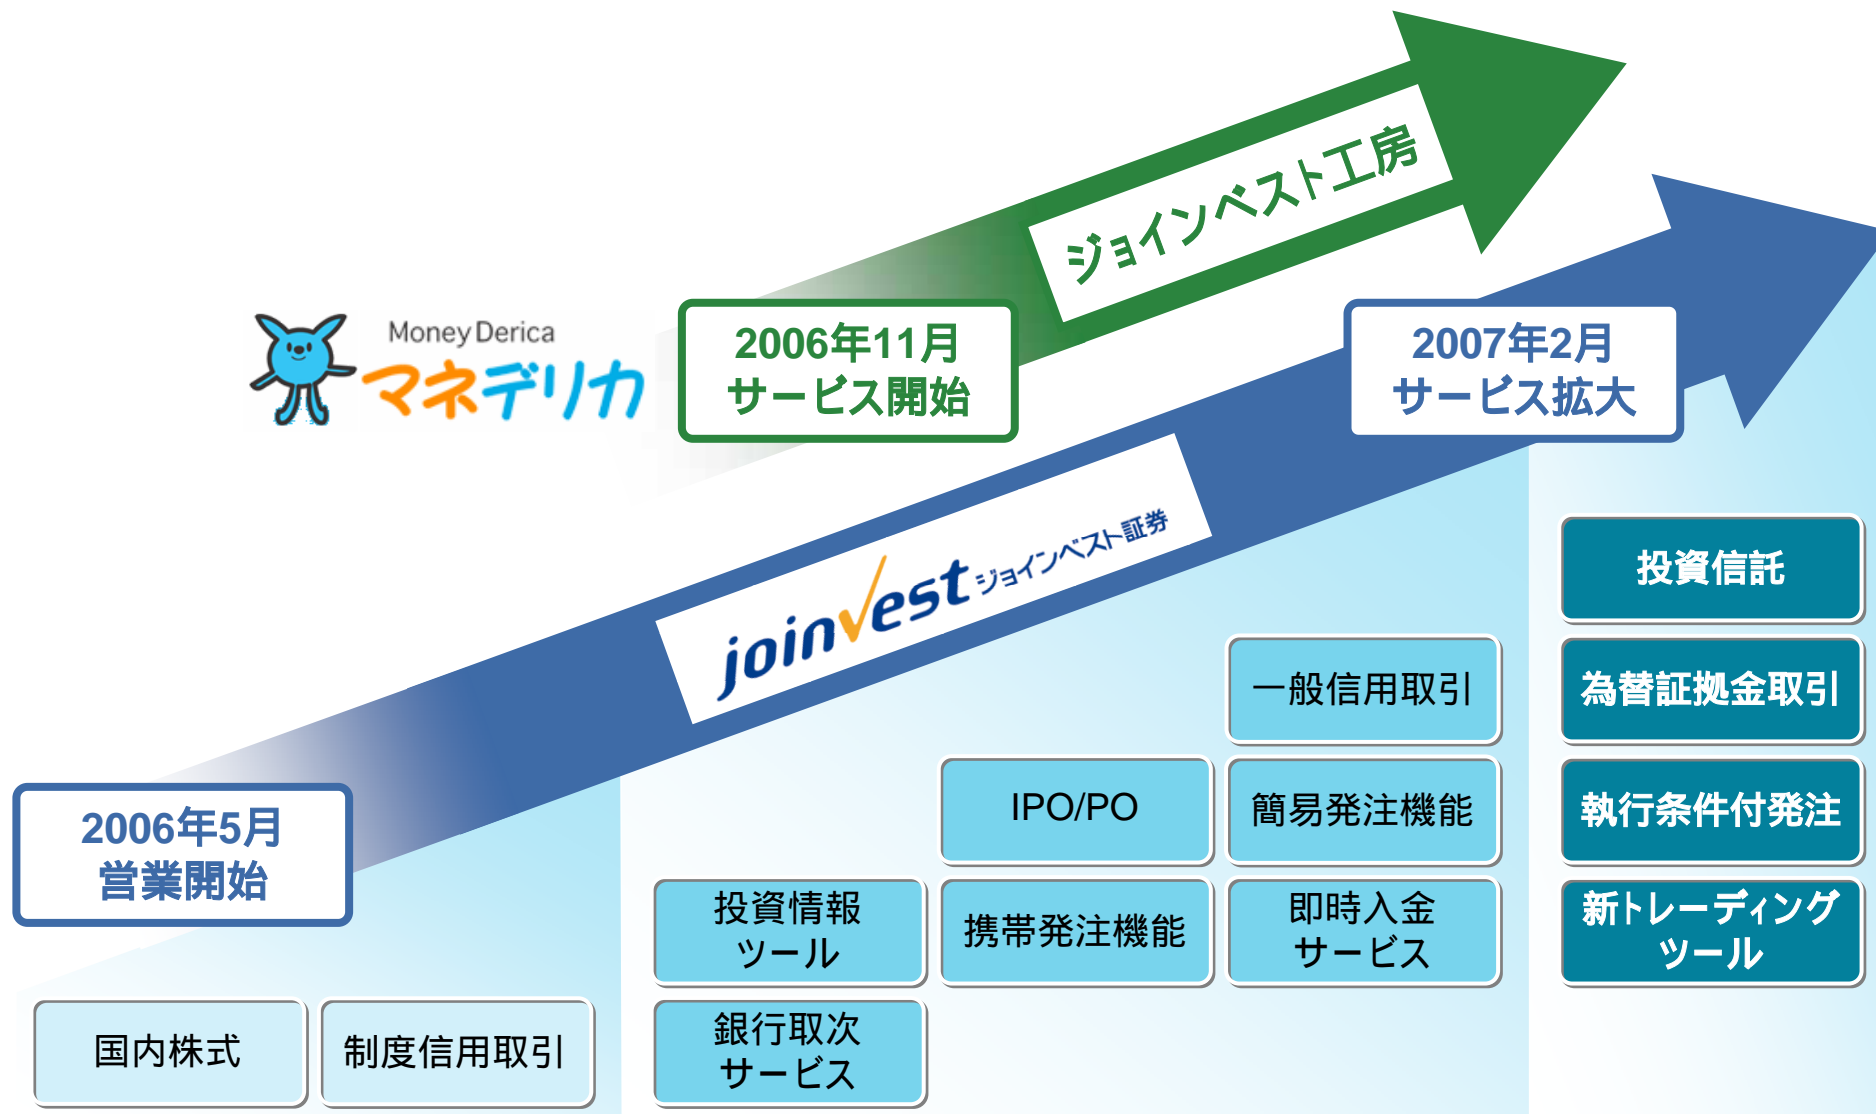 ジョインベスト工房
Money Derica
マネデリカ
2006年11月
サービス開始
2007年2月
サービス拡大
joinvest ジョインベスト証券
2006年5月
営業開始
投資信託
一般信用取引
為替証拠金取引
IPO/PO
簡易発注機能
執行条件付発注
投資情報
ツール
携帯発注機能
即時入金
サービス
新トレーディング
ツール
国内株式
制度信用取引
銀行取次
サービス